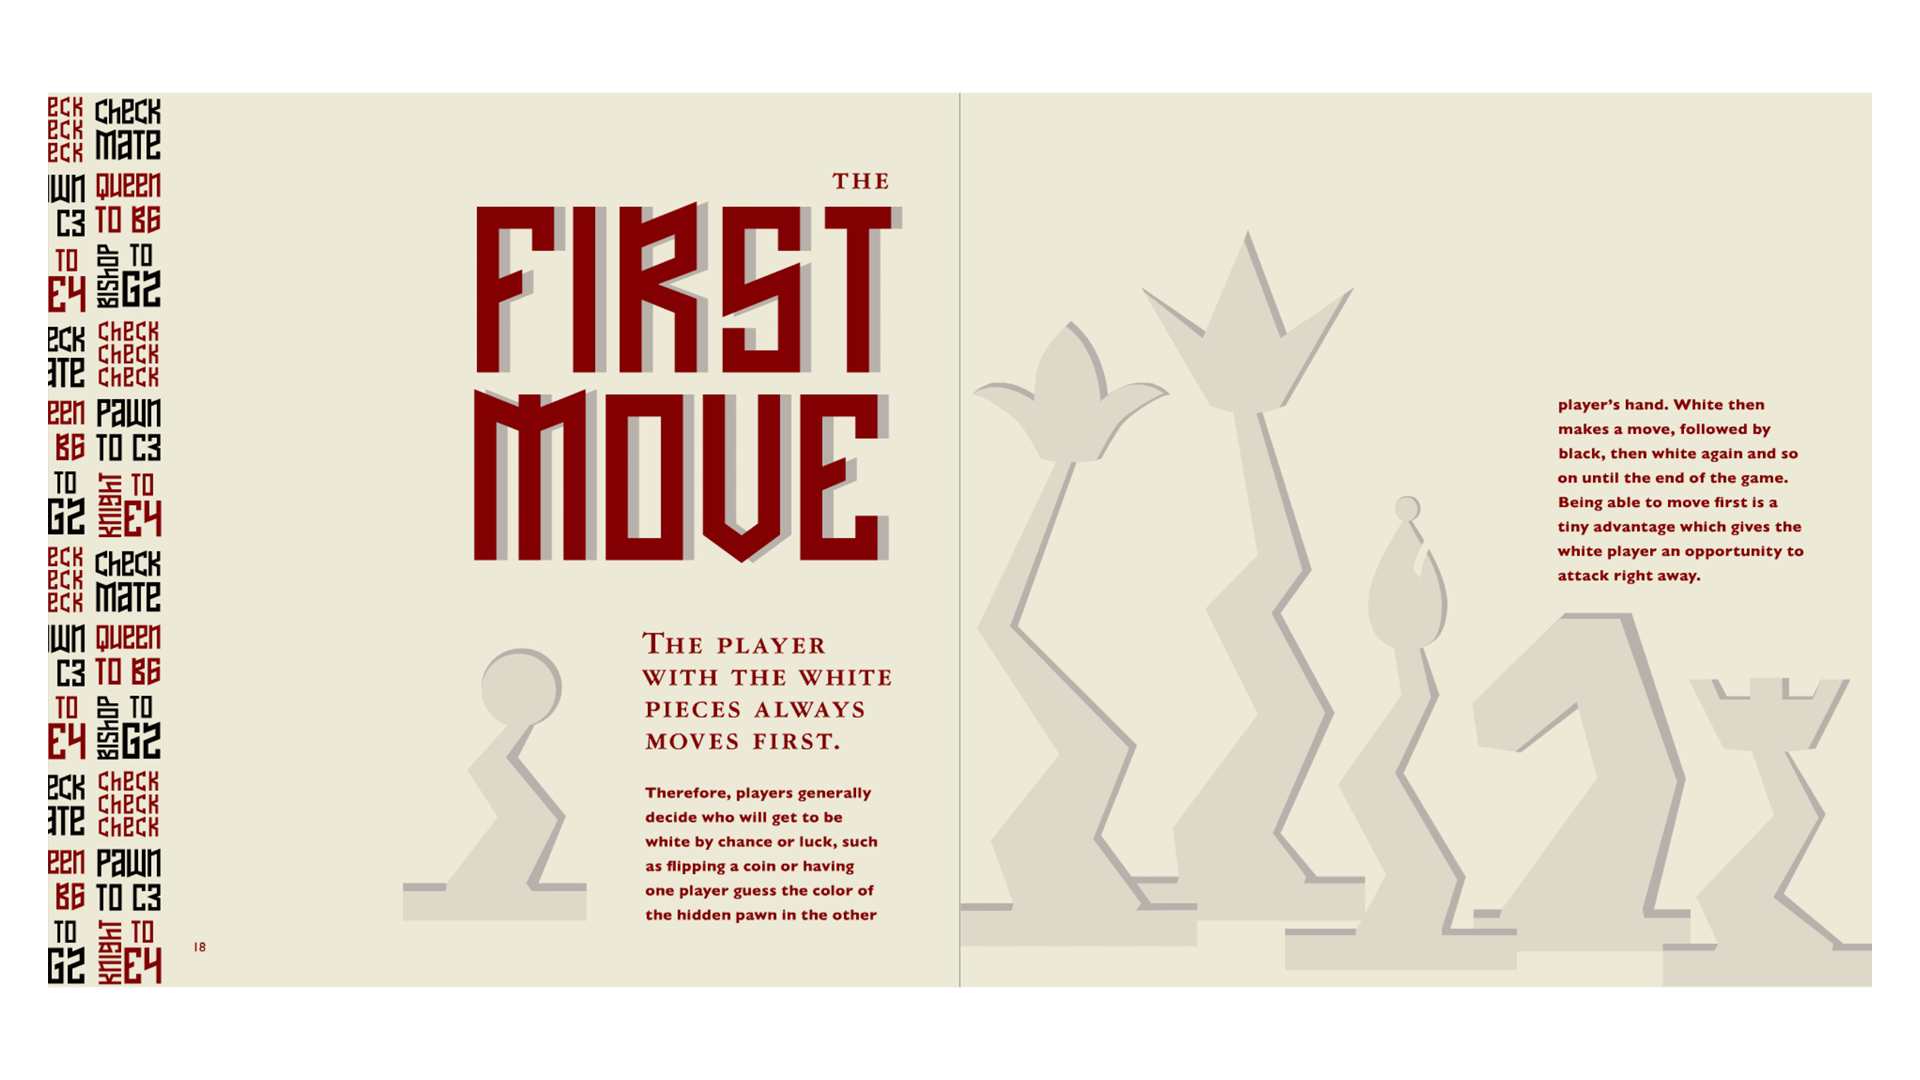 THE
FIRST
MOVE
THE PLAYER
WITH THE WHITE
PIECES ALWAYS
MOVES FIRST.
Therefore, players generally
decide who will get to be
white by chance or luck, such
as flipping a coin or having
one player guess the color of
the hidden pawn in the other
player’s hand. White then
makes a move, followed by
black, then white again and so
on until the end of the game.
Being able to move first is a
tiny advantage which gives the
white player an opportunity to
attack right away.
18
eck
eck
eck
wn
C3
TO
E4
eck
ate
een
B6
TO
G2
eck
eck
eck
wn
C3
TO
E4
eck
ate
een
B6
TO
G2
check
mate
Queen
TO B6
Bishop TO
G2
check
check
check
Pawn
TO C3
Knight TO
E4
check
mate
Queen
TO B6
Bishop TO
G2
check
check
check
Pawn
TO C3
Knight TO
E4